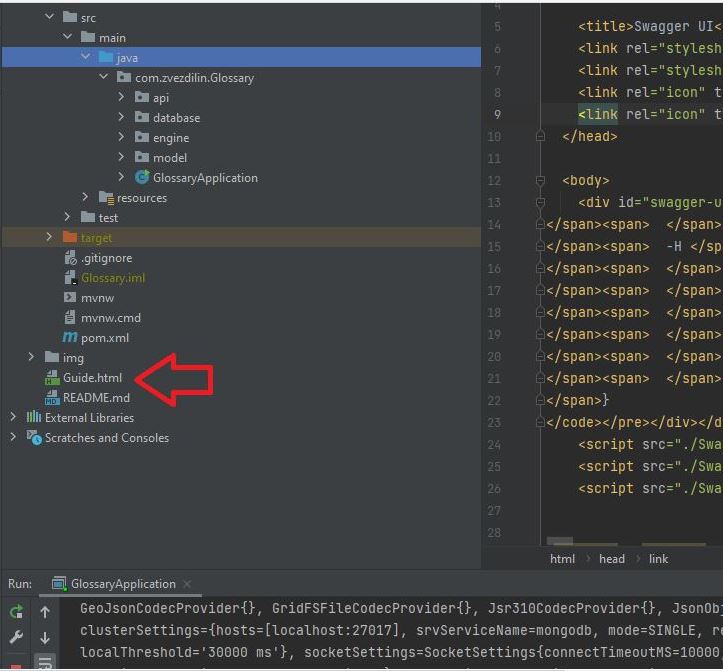 src
main
java
com.zvezdilin.Glossary
api
database
engine
model
GlossaryApplication
resources
test
target
.gitignore
Glossary.iml
mvnw
mvnw.cmd
pom.xml
img
Guide.html
README.md
External Libraries
Scratches and Consoles
5 <title>Swagger UI<
6 <link rel="stylesh
7 <link rel="stylesh
8 <link rel="icon" t
9 <link rel="icon" t
10 </head>
11
12 <body>
13 <div id="swagger-u
14 </span><span> </span>
15 </span><span> -H </sp
16 </span><span> </span>
17 </span><span> </span>
18 </span><span> </span>
19 </span><span> </span>
20 </span><span> </span>
21 </span><span> </span>
22 </span>}
23 </code></pre></div></d
24 <script src="./Swa
25 <script src="./Swa
26 <script src="./Swa
27
28
html > head > link
Run: GlossaryApplication ×
GeoJsonCodecProvider{}, GridFSFileCodecProvider{}, Jsr310CodecProvider{}, JsonObj
clusterSettings={hosts=[localhost:27017], srvServiceName=mongodb, mode=SINGLE, re
localThreshold='30000 ms'}, socketSettings=SocketSettings{connectTimeoutMS=10000